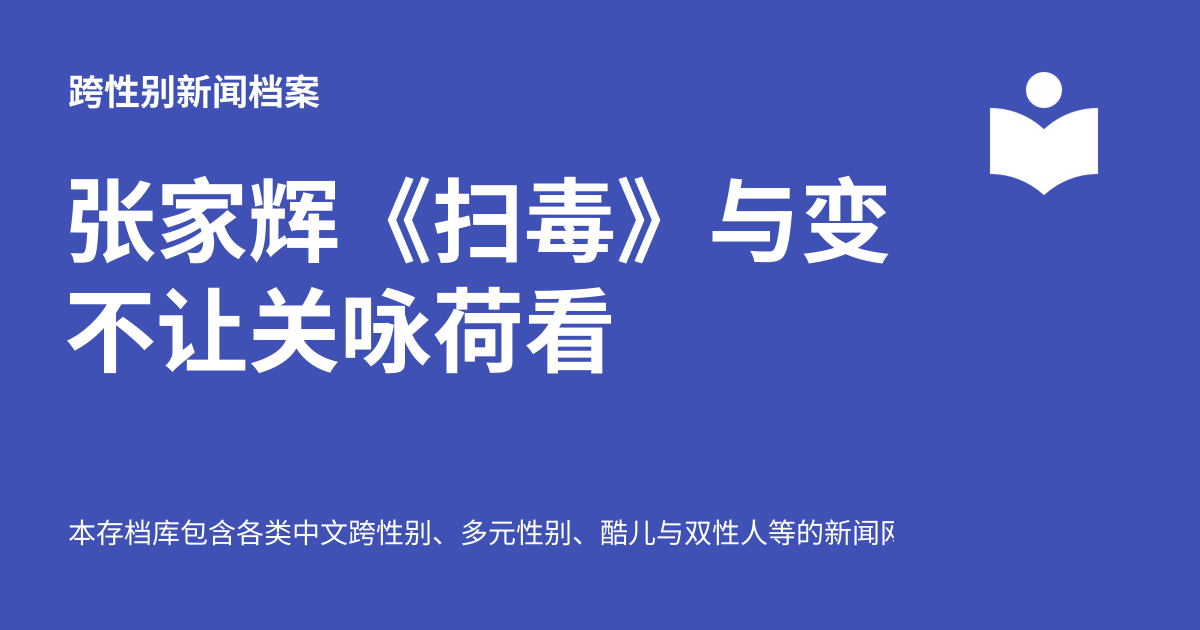 跨性别新闻档案
张家辉《扫毒》与变
不让关咏荷看
本存档库包含各类中文跨性别、多元性别、酷儿与双性人等的新闻